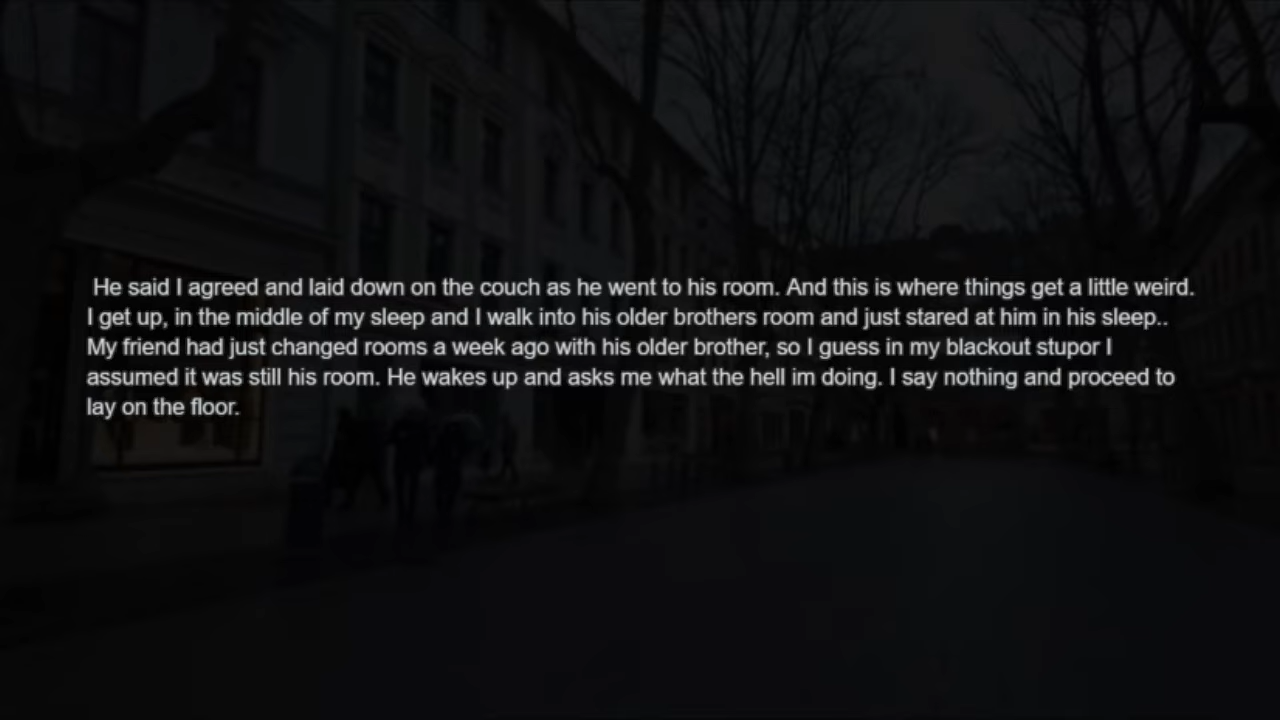 He said I agreed and laid down on the couch as he went to his room. And this is where things get a little weird.
I get up, in the middle of my sleep and I walk into his older brothers room and just stared at him in his sleep..
My friend had just changed rooms a week ago with his older brother, so I guess in my blackout stupor I
assumed it was still his room. He wakes up and asks me what the hell im doing. I say nothing and proceed to
lay on the floor.